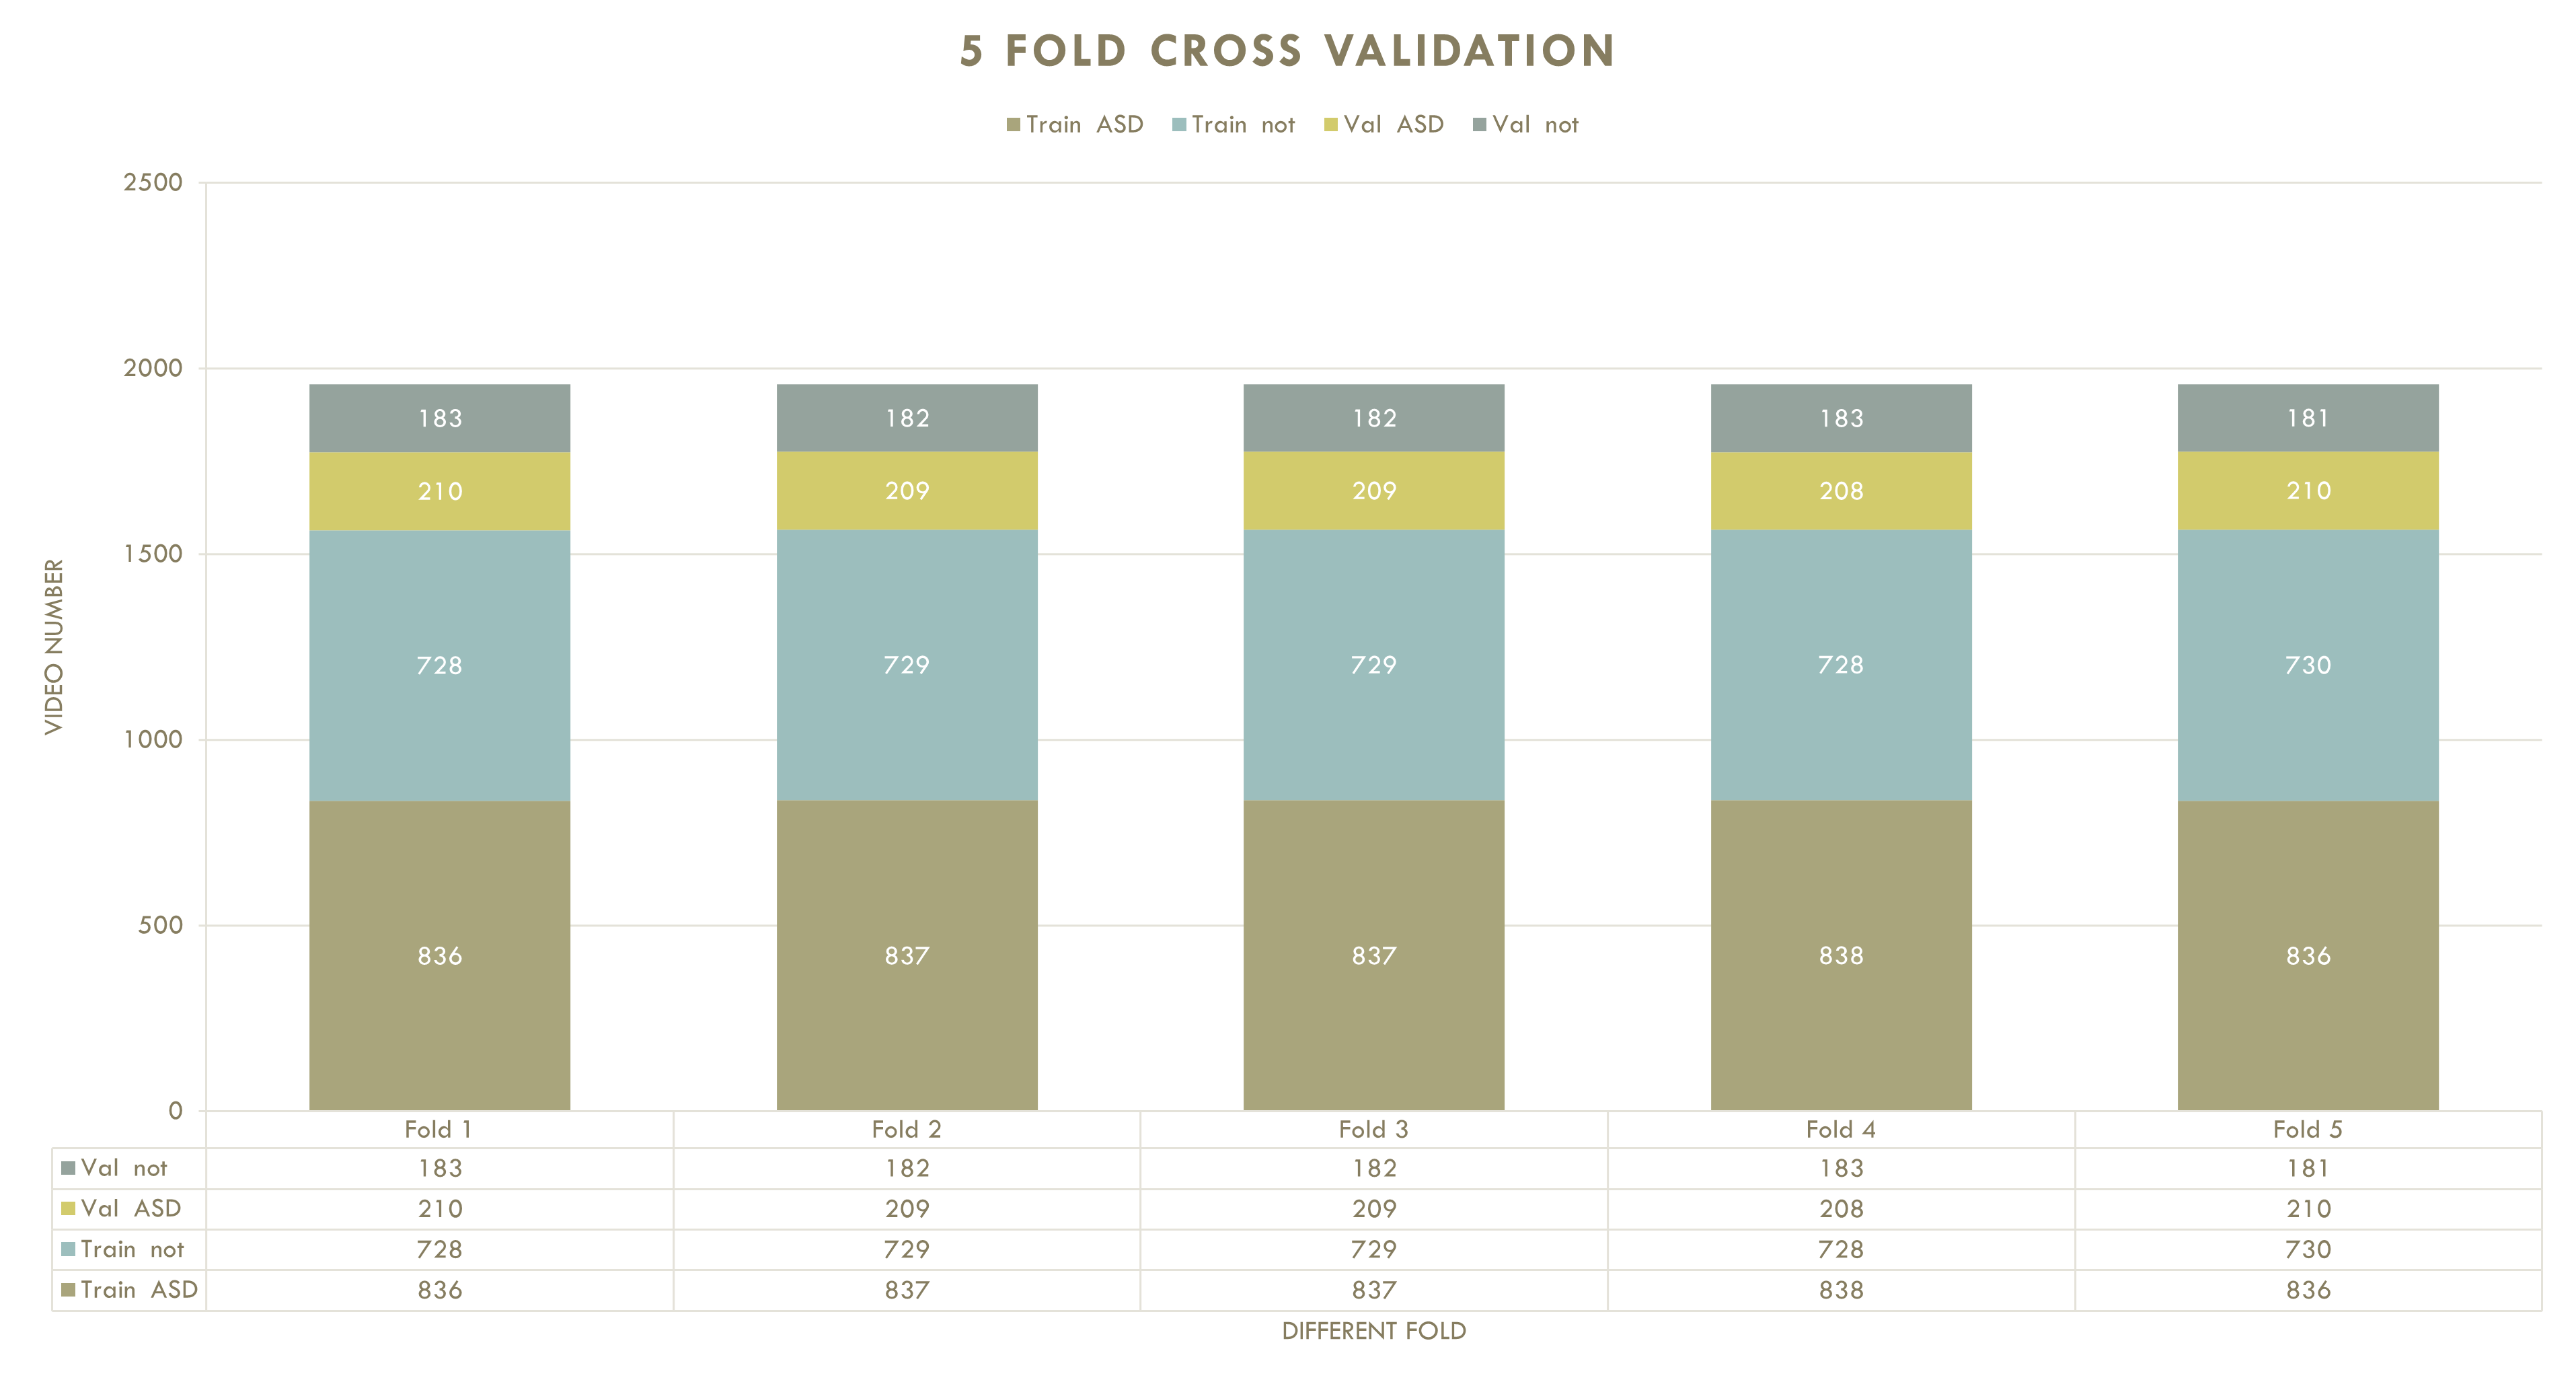 5 FOLD CROSS VALIDATION
Train ASD Train not Val ASD Val not
2500
2000
1500
1000
500
0
VIDEO NUMBER
183 182 182 183 181
210 209 209 208 210
728 729 729 728 730
836 837 837 838 836
Fold 1 Fold 2 Fold 3 Fold 4 Fold 5
Val not 183 182 182 183 181
Val ASD 210 209 209 208 210
Train not 728 729 729 728 730
Train ASD 836 837 837 838 836
DIFFERENT FOLD